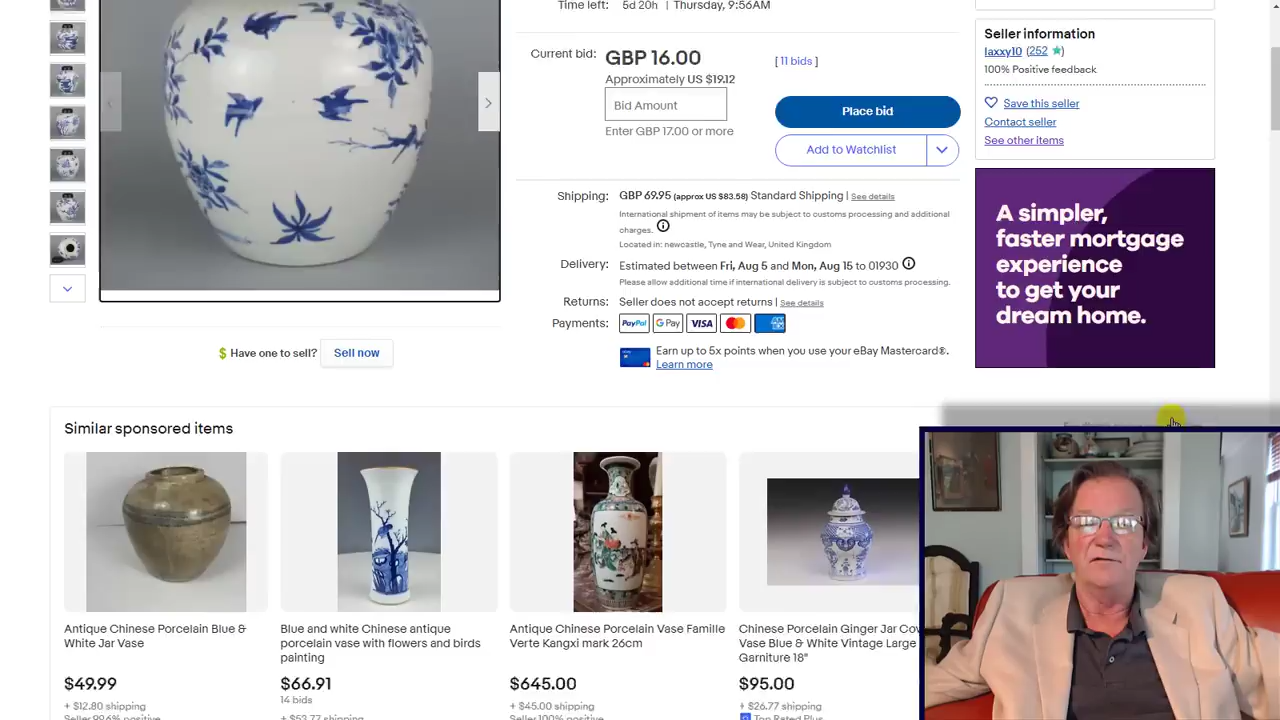 Time left: 5d 20h | Thursday, 9:56AM
Current bid: GBP 16.00 [ 11 bids ]
Approximately US $19.12
Bid Amount
Enter GBP 17.00 or more
Place bid
Add to Watchlist
Shipping: GBP 69.95 (approx US $83.58) Standard Shipping | See details
International shipment of items may be subject to customs processing and additional
charges.
Located in: newcastle, Tyne and Wear, United Kingdom
Delivery: Estimated between Fri, Aug 5 and Mon, Aug 15 to 01930
Please allow additional time if international delivery is subject to customs processing.
Returns: Seller does not accept returns | See details
Payments: PayPal G Pay VISA
Earn up to 5x points when you use your eBay Mastercard®.
Learn more
Seller information
laxxy10 (252 )
100% Positive feedback
Save this seller
Contact seller
See other items
A simpler,
faster mortgage
experience
to get your
dream home.
Have one to sell? Sell now
Similar sponsored items
Antique Chinese Porcelain Blue &
White Jar Vase
$49.99
+ $12.80 shipping
Seller 99.6% positive
Blue and white Chinese antique
porcelain vase with flowers and birds
painting
$66.91
14 bids
+ $53.77 shipping
Antique Chinese Porcelain Vase Famille
Verte Kangxi mark 26cm
$645.00
+ $45.00 shipping
Seller 100% positive
Chinese Porcelain Ginger Jar Cov
Vase Blue & White Vintage Large
Garniture 18"
$95.00
+ $26.77 shipping
Top Rated Plus